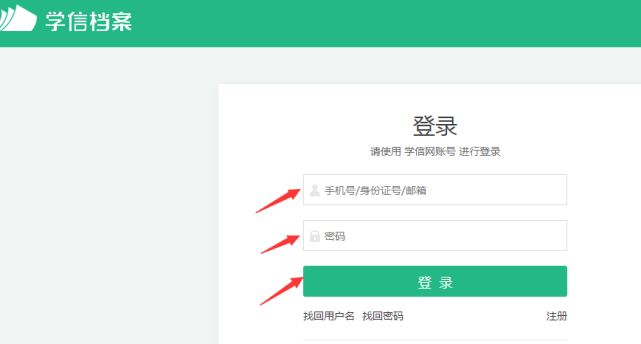 学信档案
登录
请使用 学信网账号 进行登录
手机号/身份证号/邮箱
密码
登 录
找回用户名 找回密码 注册